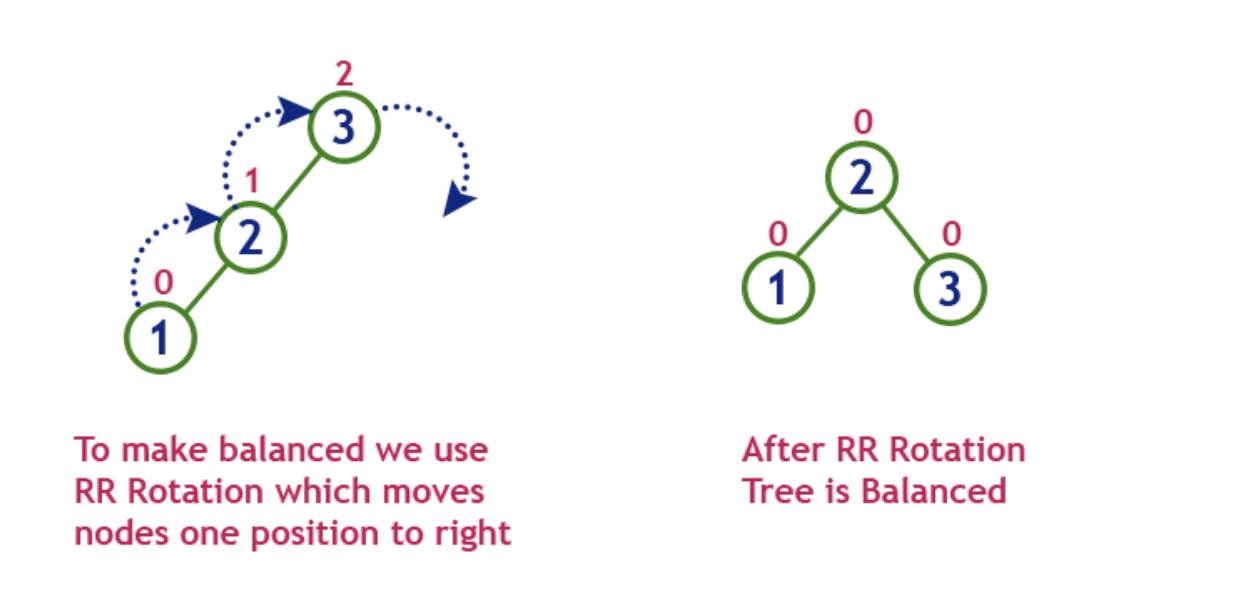 2
3
1
2
0
1
To make balanced we use
RR Rotation which moves
nodes one position to right
0
2
0
0
1
3
After RR Rotation
Tree is Balanced